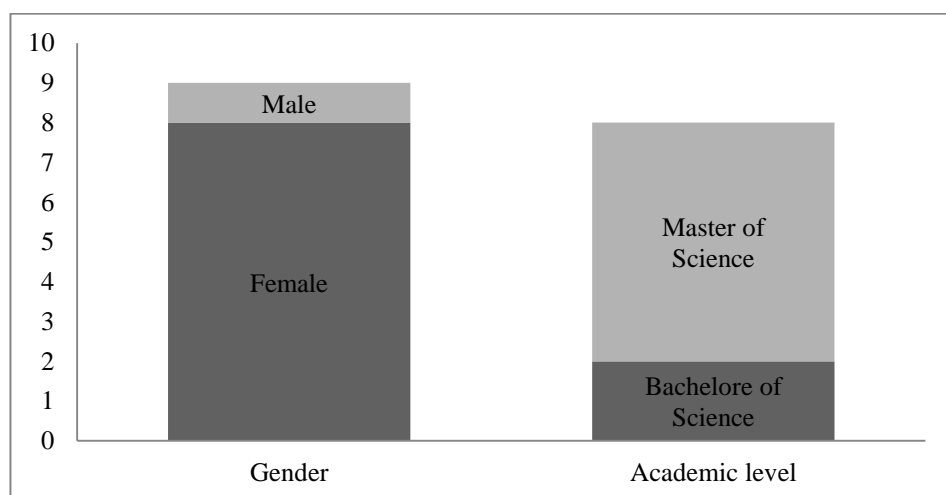 10
9
8
7
6
5
4
3
2
1
0
Male
Female
Master of
Science
Bachelore of
Science
Gender
Academic level